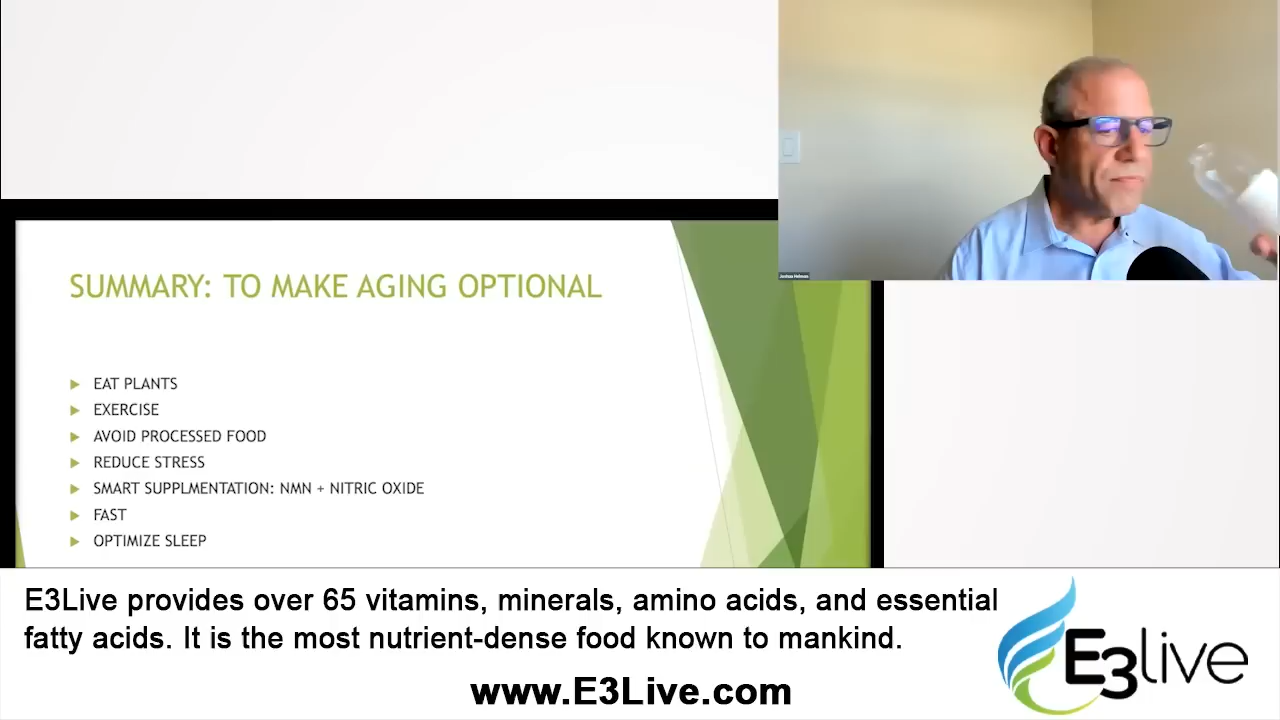 SUMMARY: TO MAKE AGING OPTIONAL
EAT PLANTS
EXERCISE
AVOID PROCESSED FOOD
REDUCE STRESS
SMART SUPPLMENTATION: NMN + NITRIC OXIDE
FAST
OPTIMIZE SLEEP
E3Live provides over 65 vitamins, minerals, amino acids, and essential
fatty acids. It is the most nutrient-dense food known to mankind.
www.E3Live.com
E3live